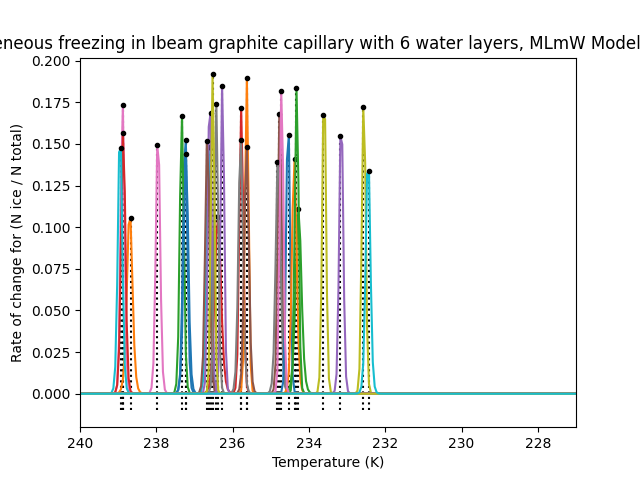 eneous freezing in Ibeam graphite capillary with 6 water layers, MLmW Model
0.200
0.175
0.150
0.125
0.100
0.075
0.050
0.025
0.000
Rate of change for (N ice / N total)
240 238 236 234 232 230 228
Temperature (K)